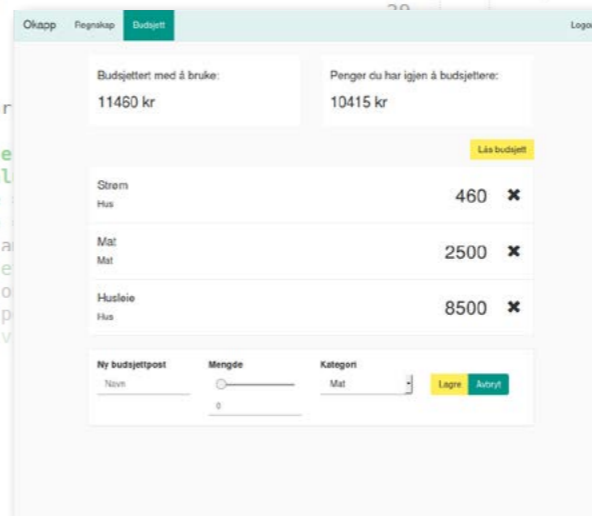 Okapp Regnskap Budsjett
Budsjettert med å bruke:
11460 kr
Penger du har igjen å budsjettere:
10415 kr
Lås budsjett
Strøm
Hus
460
Mat
Mat
2500
Husleie
Hus
8500
Ny budsjettpost Mengde Kategori
Navn Mat Lagre Avbryt
0